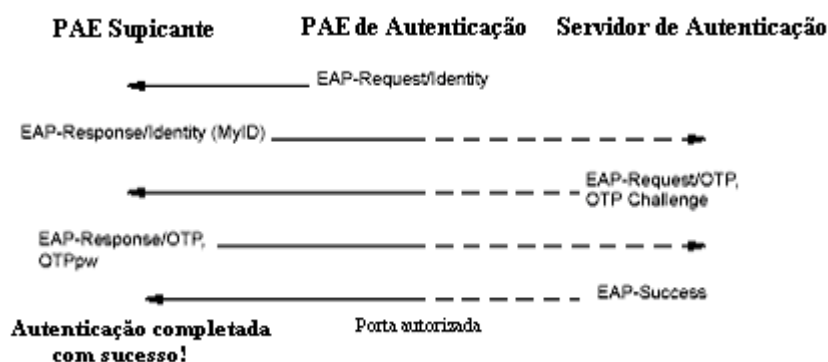 PAE Supicante PAE de Autenticação Servidor de Autenticação
EAP-Request/Identity
EAP-Response/Identity (MyID)
EAP-Request/OTP,
OTP Challenge
EAP-Response/OTP,
OTPpw
EAP-Success
Autenticação completada
com sucesso!
Porta autorizada